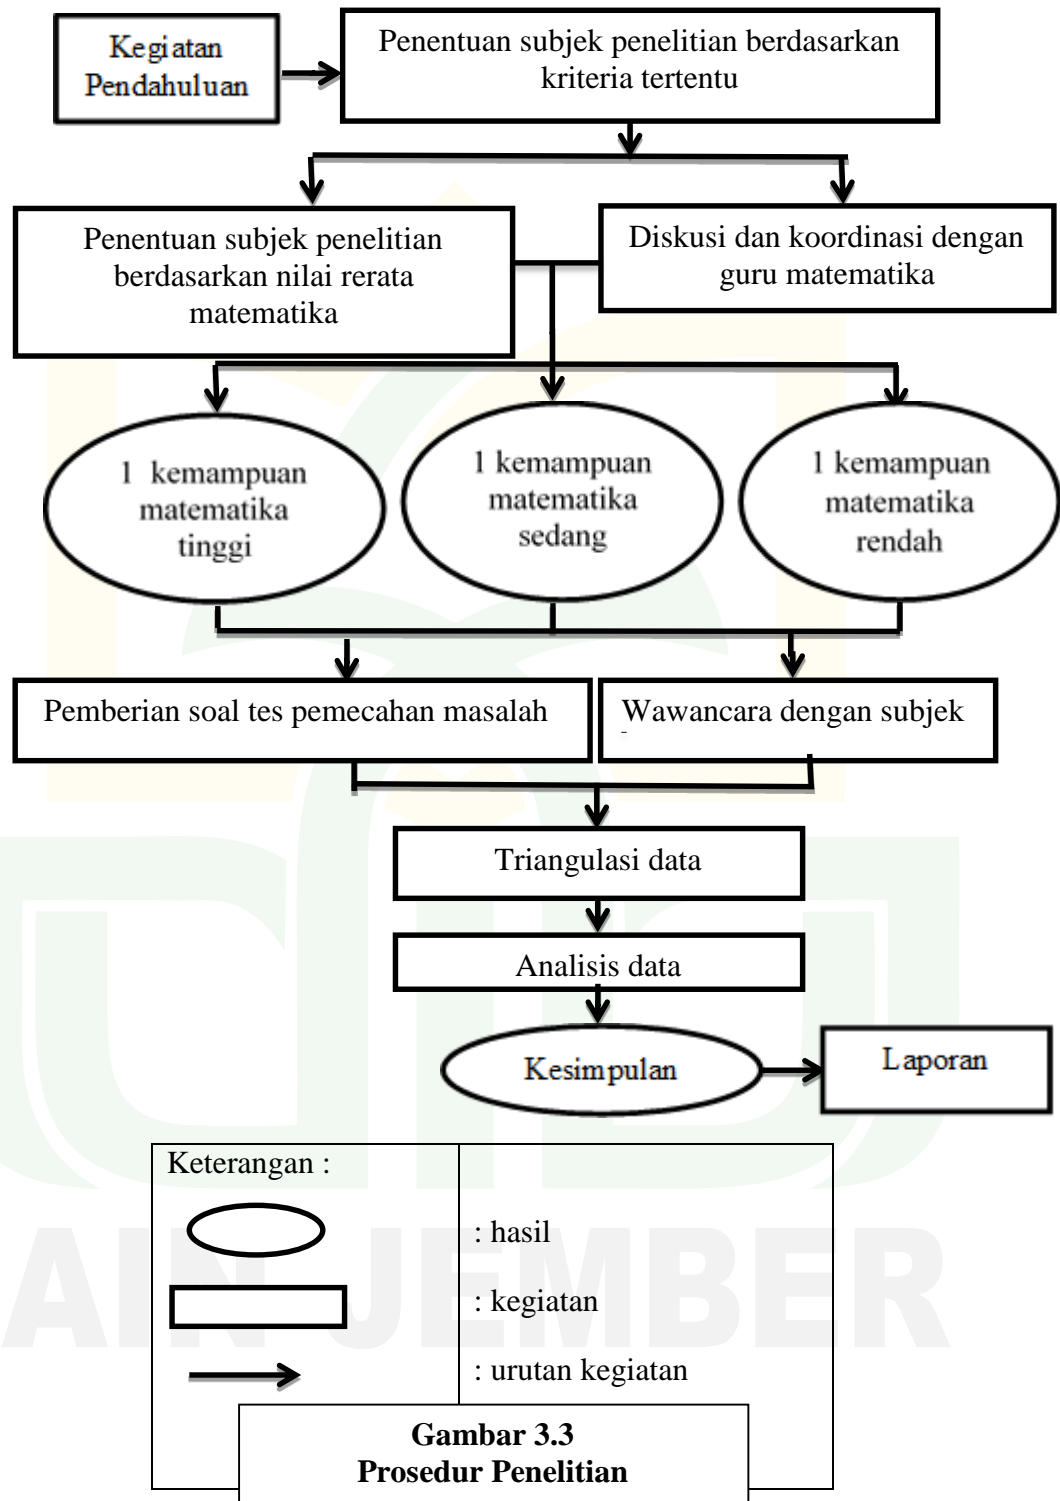 Kegiatan
Pendahuluan
Penentuan subjek penelitian berdasarkan
kriteria tertentu
Penentuan subjek penelitian
berdasarkan nilai rerata
matematika
Diskusi dan koordinasi dengan
guru matematika
1 kemampuan
matematika
tinggi
1 kemampuan
matematika
sedang
1 kemampuan
matematika
rendah
Pemberian soal tes pemecahan masalah
Wawancara dengan subjek
Triangulasi data
Analisis data
Kesimpulan
Laporan
Keterangan :
: hasil
: kegiatan
: urutan kegiatan
Gambar 3.3
Prosedur Penelitian
AIN JEMBER